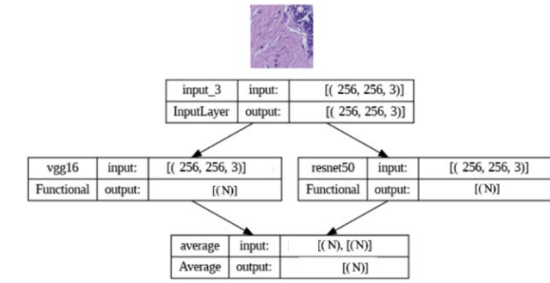 input_3 input: [( 256, 256, 3)]
InputLayer output: [( 256, 256, 3)]
vgg16 input: [( 256, 256, 3)]
Functional output: [(N)]
resnet50 input: [( 256, 256, 3)]
Functional output: [(N)]
average input: [(N), [(N)]
Average output: [(N)]